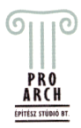 PRO
ARCH
ÉPÍTÉSZ STÚDIÓ BT.